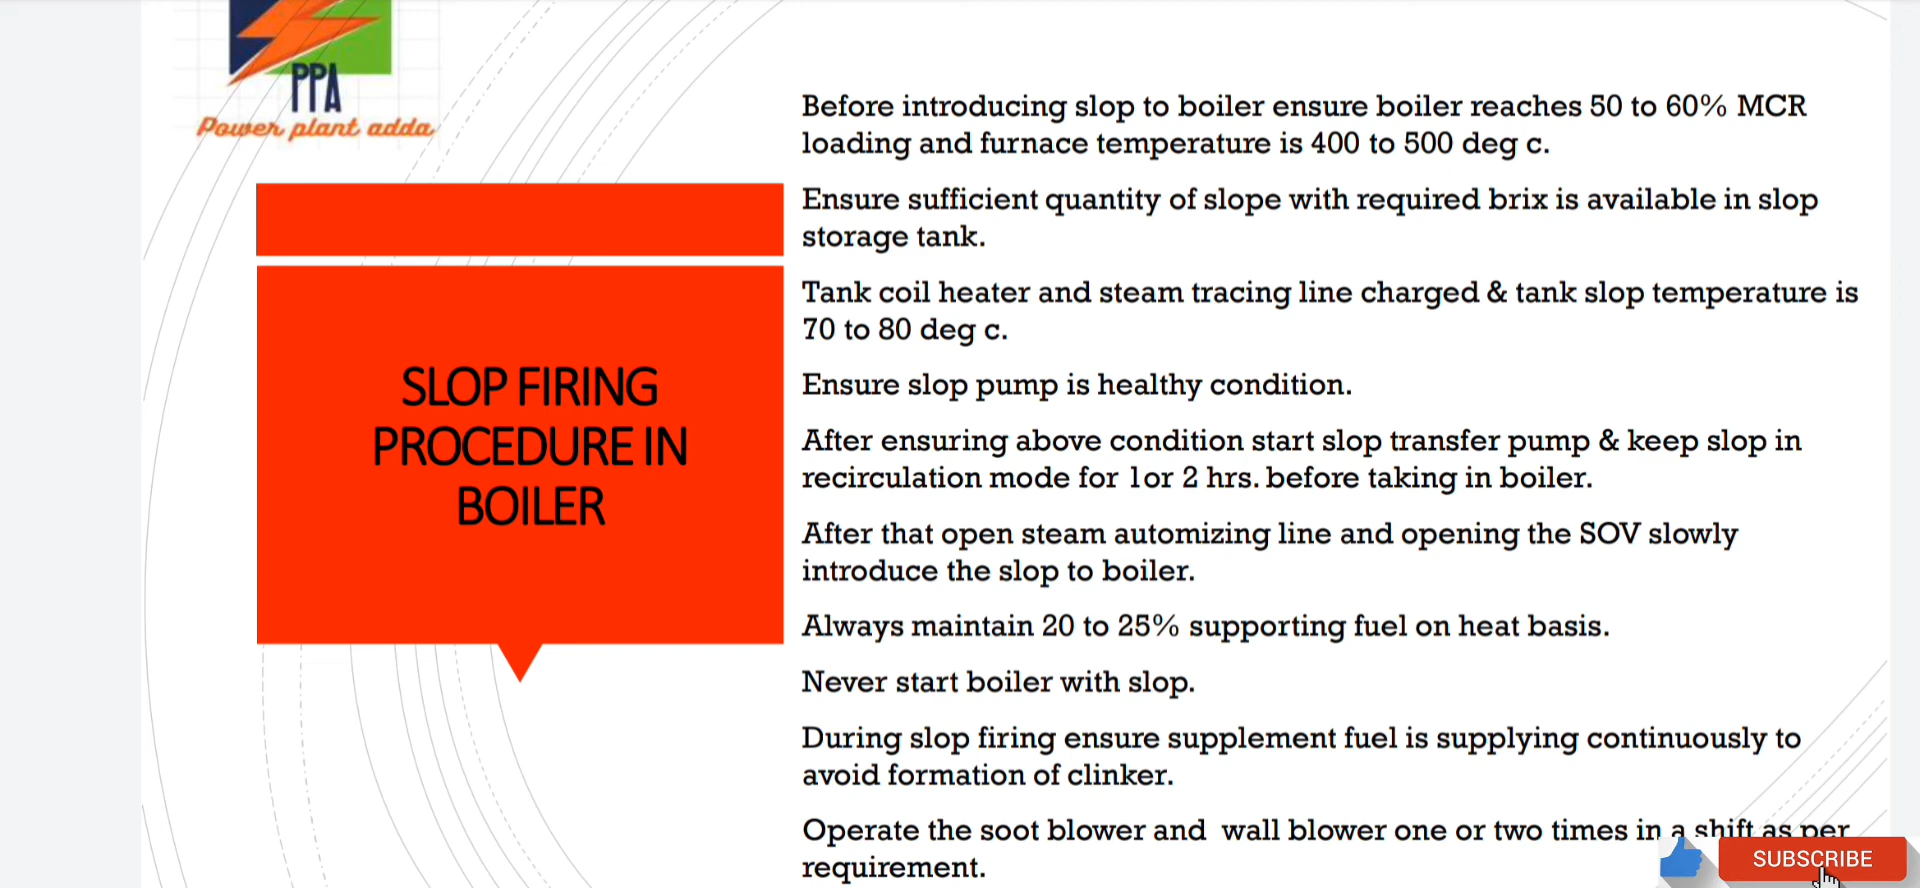 PPA
Power plant adda
SLOP FIRING
PROCEDURE IN
BOILER
Before introducing slop to boiler ensure boiler reaches 50 to 60% MCR
loading and furnace temperature is 400 to 500 deg c.
Ensure sufficient quantity of slope with required brix is available in slop
storage tank.
Tank coil heater and steam tracing line charged & tank slop temperature is
70 to 80 deg c.
Ensure slop pump is healthy condition.
After ensuring above condition start slop transfer pump & keep slop in
recirculation mode for 1or 2 hrs. before taking in boiler.
After that open steam automizing line and opening the SOV slowly
introduce the slop to boiler.
Always maintain 20 to 25% supporting fuel on heat basis.
Never start boiler with slop.
During slop firing ensure supplement fuel is supplying continuously to
avoid formation of clinker.
Operate the soot blower and wall blower one or two times in a shift as per
requirement.
SUBSCRIBE